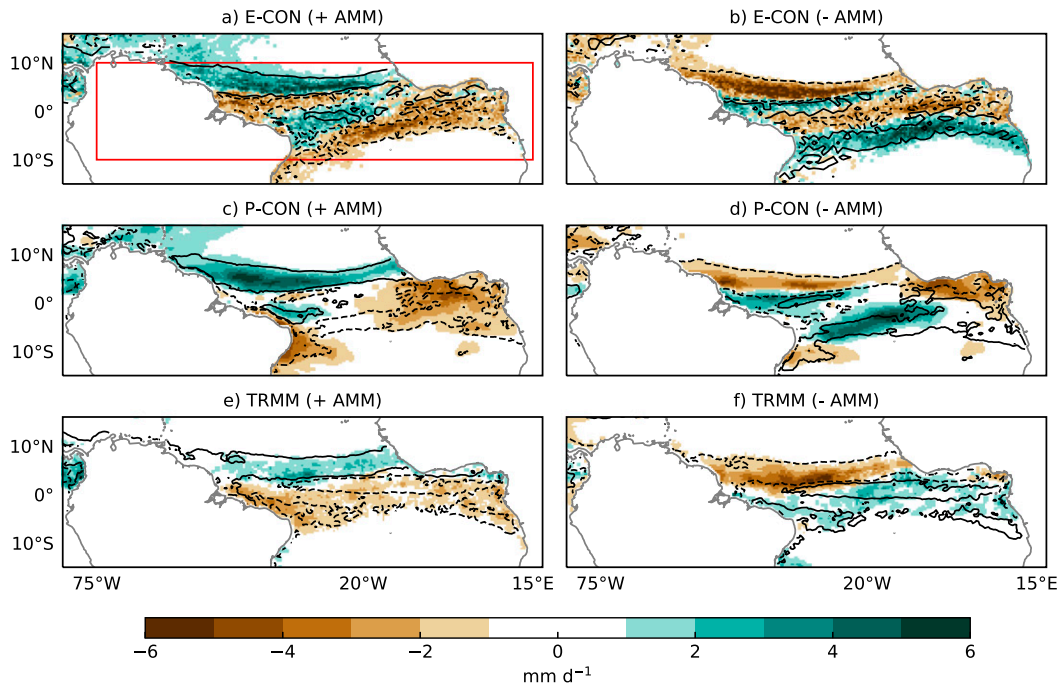 a) E-CON (+ AMM)
b) E-CON (- AMM)
10°N
0°
10°S
c) P-CON (+ AMM)
d) P-CON (- AMM)
10°N
0°
10°S
e) TRMM (+ AMM)
f) TRMM (- AMM)
10°N
0°
10°S
75°W 20°W 15°E 75°W 20°W 15°E
−6 −4 −2 0 2 4 6
mm d⁻¹